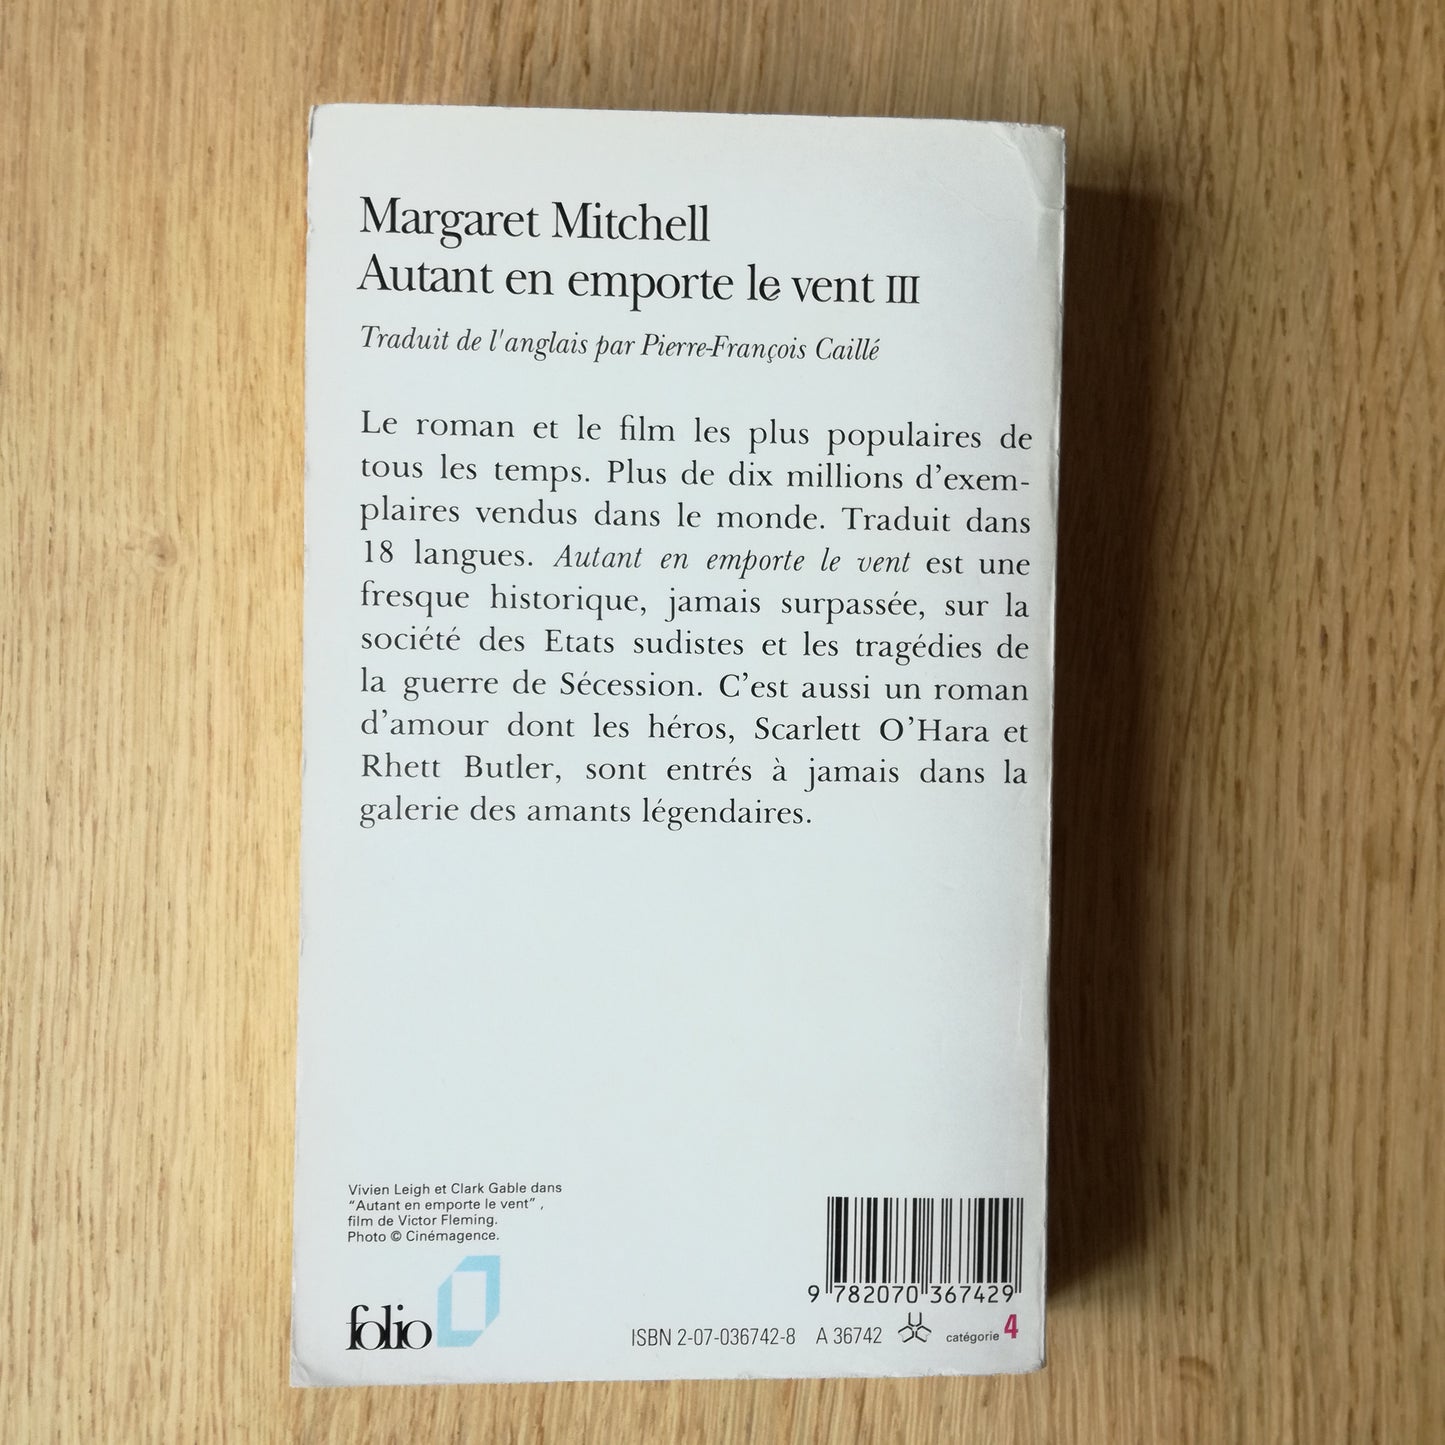 Margaret Mitchell
Autant en emporte le vent III
Traduit de l'anglais par Pierre-François Caillé
Le roman et le film les plus populaires de
tous les temps. Plus de dix millions d'exem-
plaires vendus dans le monde. Traduit dans
18 langues. Autant en emporte le vent est une
fresque historique, jamais surpassée, sur la
société des Etats sudistes et les tragédies de
la guerre de Sécession. C'est aussi un roman
d'amour dont les héros, Scarlett O'Hara et
Rhett Butler, sont entrés à jamais dans la
galerie des amants légendaires.
Vivien Leigh et Clark Gable dans
"Autant en emporte le vent" ,
film de Victor Fleming.
Photo © Cinémagence.
folio
9 782070 367429
ISBN 2-07-036742-8 A 36742 catégorie 4